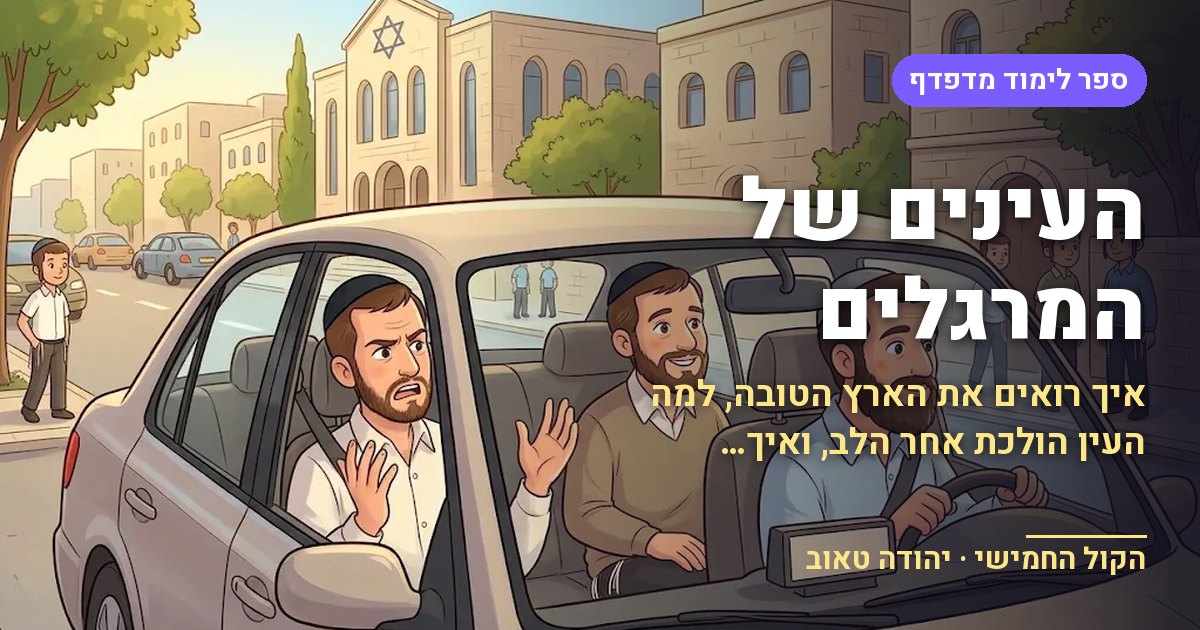 ספר לימוד מדפדף
העינים של
המרגלים
איך רואים את הארץ הטובה, למה
העין הולכת אחר הלב, ואיך...
הקול החמישי · יהודה טאוב